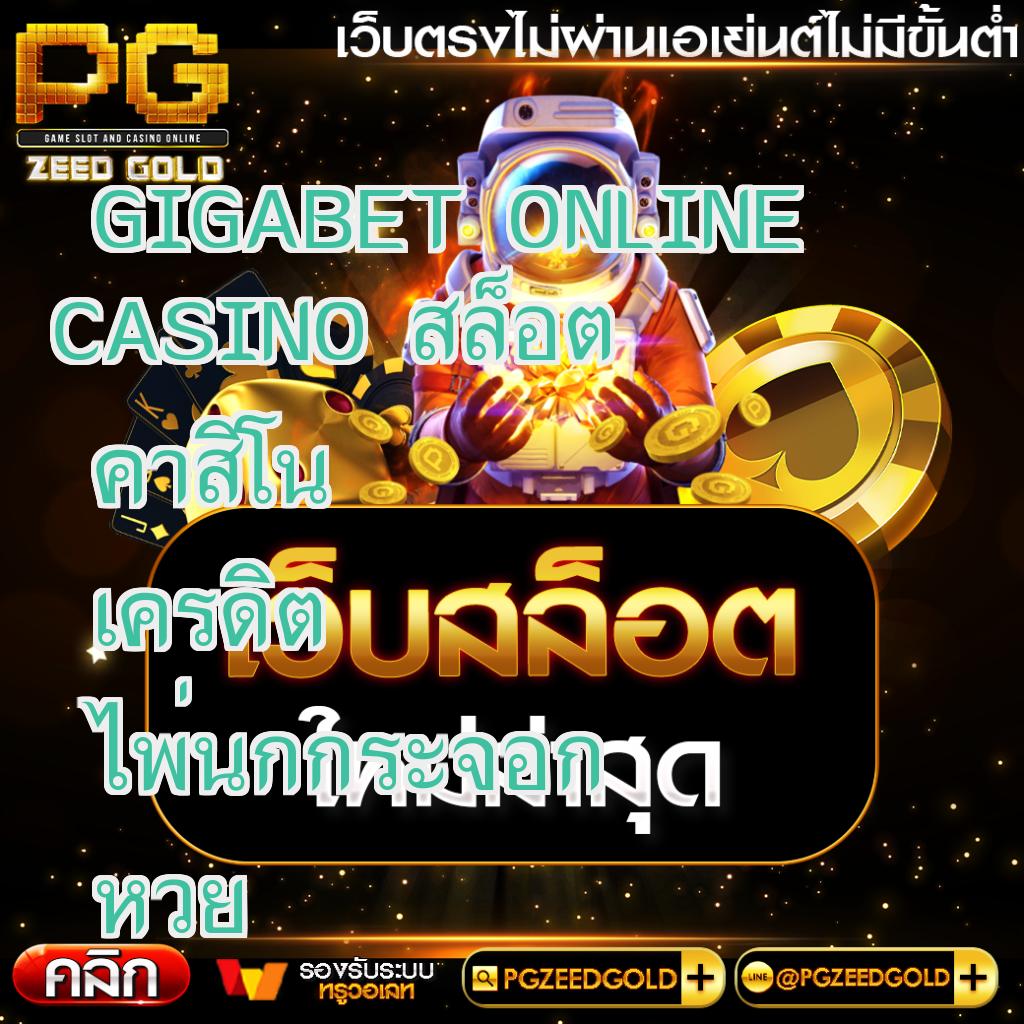 เว็บตรงไม่ผ่านเอเย่นต์ไม่มีขั้นต่ำ
PG
GAME SLOT AND CASINO ONLINE
ZEED GOLD
GIGABET ONLINE
CASINO สล็อต
คาสิโน
เครดิต
เว็บสล็อต
ไพ่นกกระจอก
ใหม่ล่าสุด
หวย
คลิก
รองรับระบบ
ทรูวอเลท
PGZEEDGOLD +
LINE @PGZEEDGOLD +